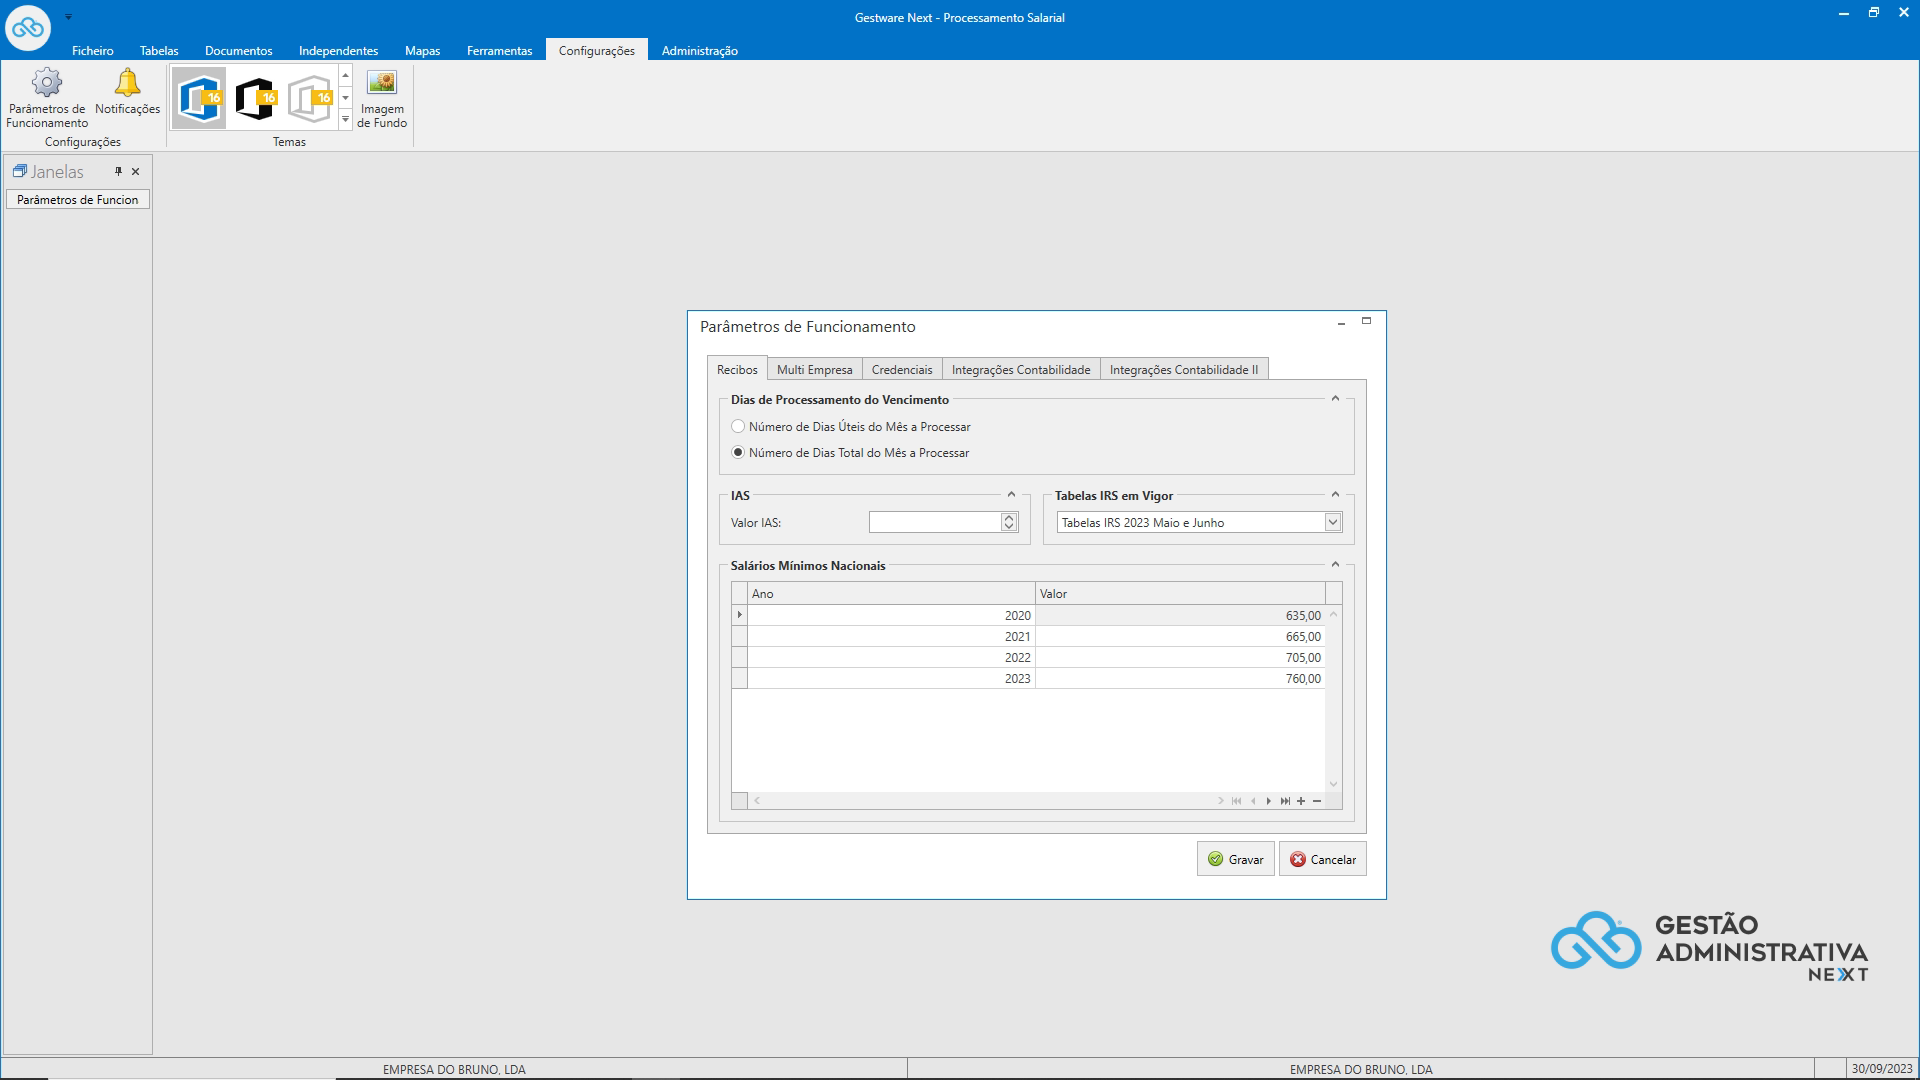 Gestware Next - Processamento Salarial
Ficheiro Tabelas Documentos Independentes Mapas Ferramentas Configurações Administração
Parâmetros de Funcionamento
Notificações
16 16 16
Imagem de Fundo
Configurações Temas
Janelas
Parâmetros de Funcion
Parâmetros de Funcionamento
Recibos Multi Empresa Credenciais Integrações Contabilidade Integrações Contabilidade II
Dias de Processamento do Vencimento
Número de Dias Úteis do Mês a Processar
Número de Dias Total do Mês a Processar
IAS
Valor IAS:
Tabelas IRS em Vigor
Tabelas IRS 2023 Maio e Junho
Salários Mínimos Nacionais
Ano Valor
2020 635,00
2021 665,00
2022 705,00
2023 760,00
Gravar Cancelar
GESTÃO
ADMINISTRATIVA
NEXT
EMPRESA DO BRUNO, LDA EMPRESA DO BRUNO, LDA 30/09/2023